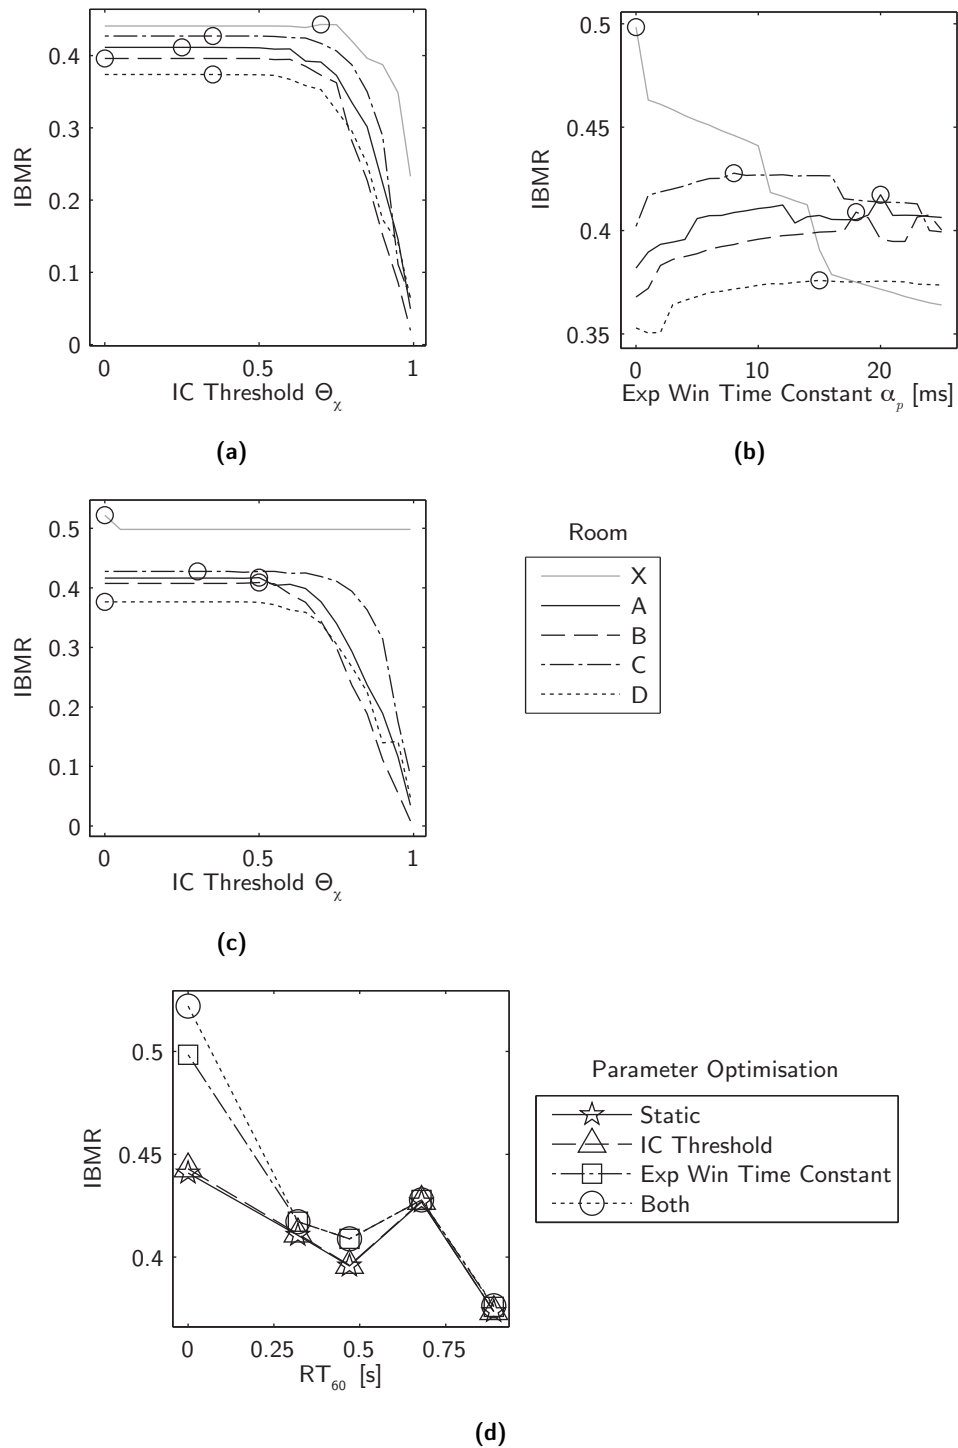 0.4
0.3
0.2
0.1
0
IBMR
0 0.5 1
IC Threshold Θχ
(a)
0.5
0.45
0.4
0.35
IBMR
0 10 20
Exp Win Time Constant αp [ms]
(b)
0.5
0.4
0.3
0.2
0.1
0
IBMR
0 0.5 1
IC Threshold Θχ
(c)
Room
X
A
B
C
D
0.5
0.45
0.4
IBMR
0 0.25 0.5 0.75
RT60 [s]
(d)
Parameter Optimisation
Static
IC Threshold
Exp Win Time Constant
Both